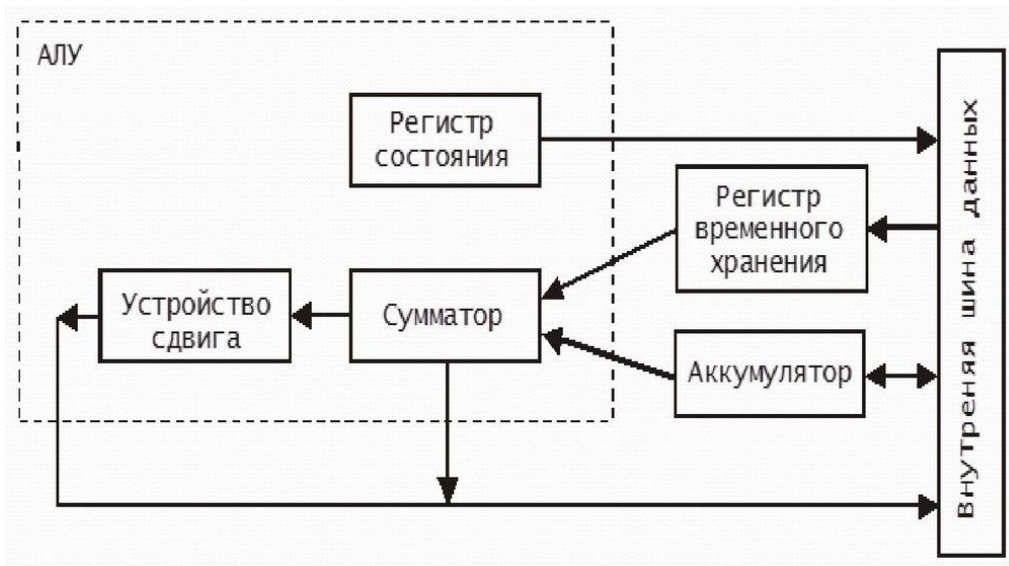 АЛУ
Регистр
состояния
Регистр
временного
хранения
Устройство
сдвига
Сумматор
Аккумулятор
Внутреняя шина данных